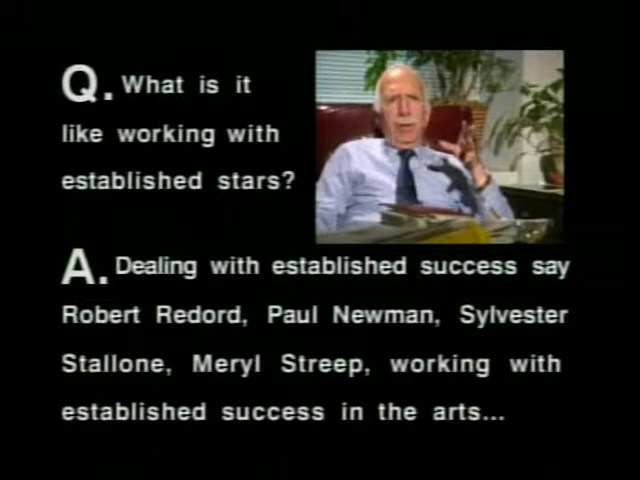 Q. What is it
like working with
established stars?
A. Dealing with established success say
Robert Redord, Paul Newman, Sylvester
Stallone, Meryl Streep, working with
established success in the arts...